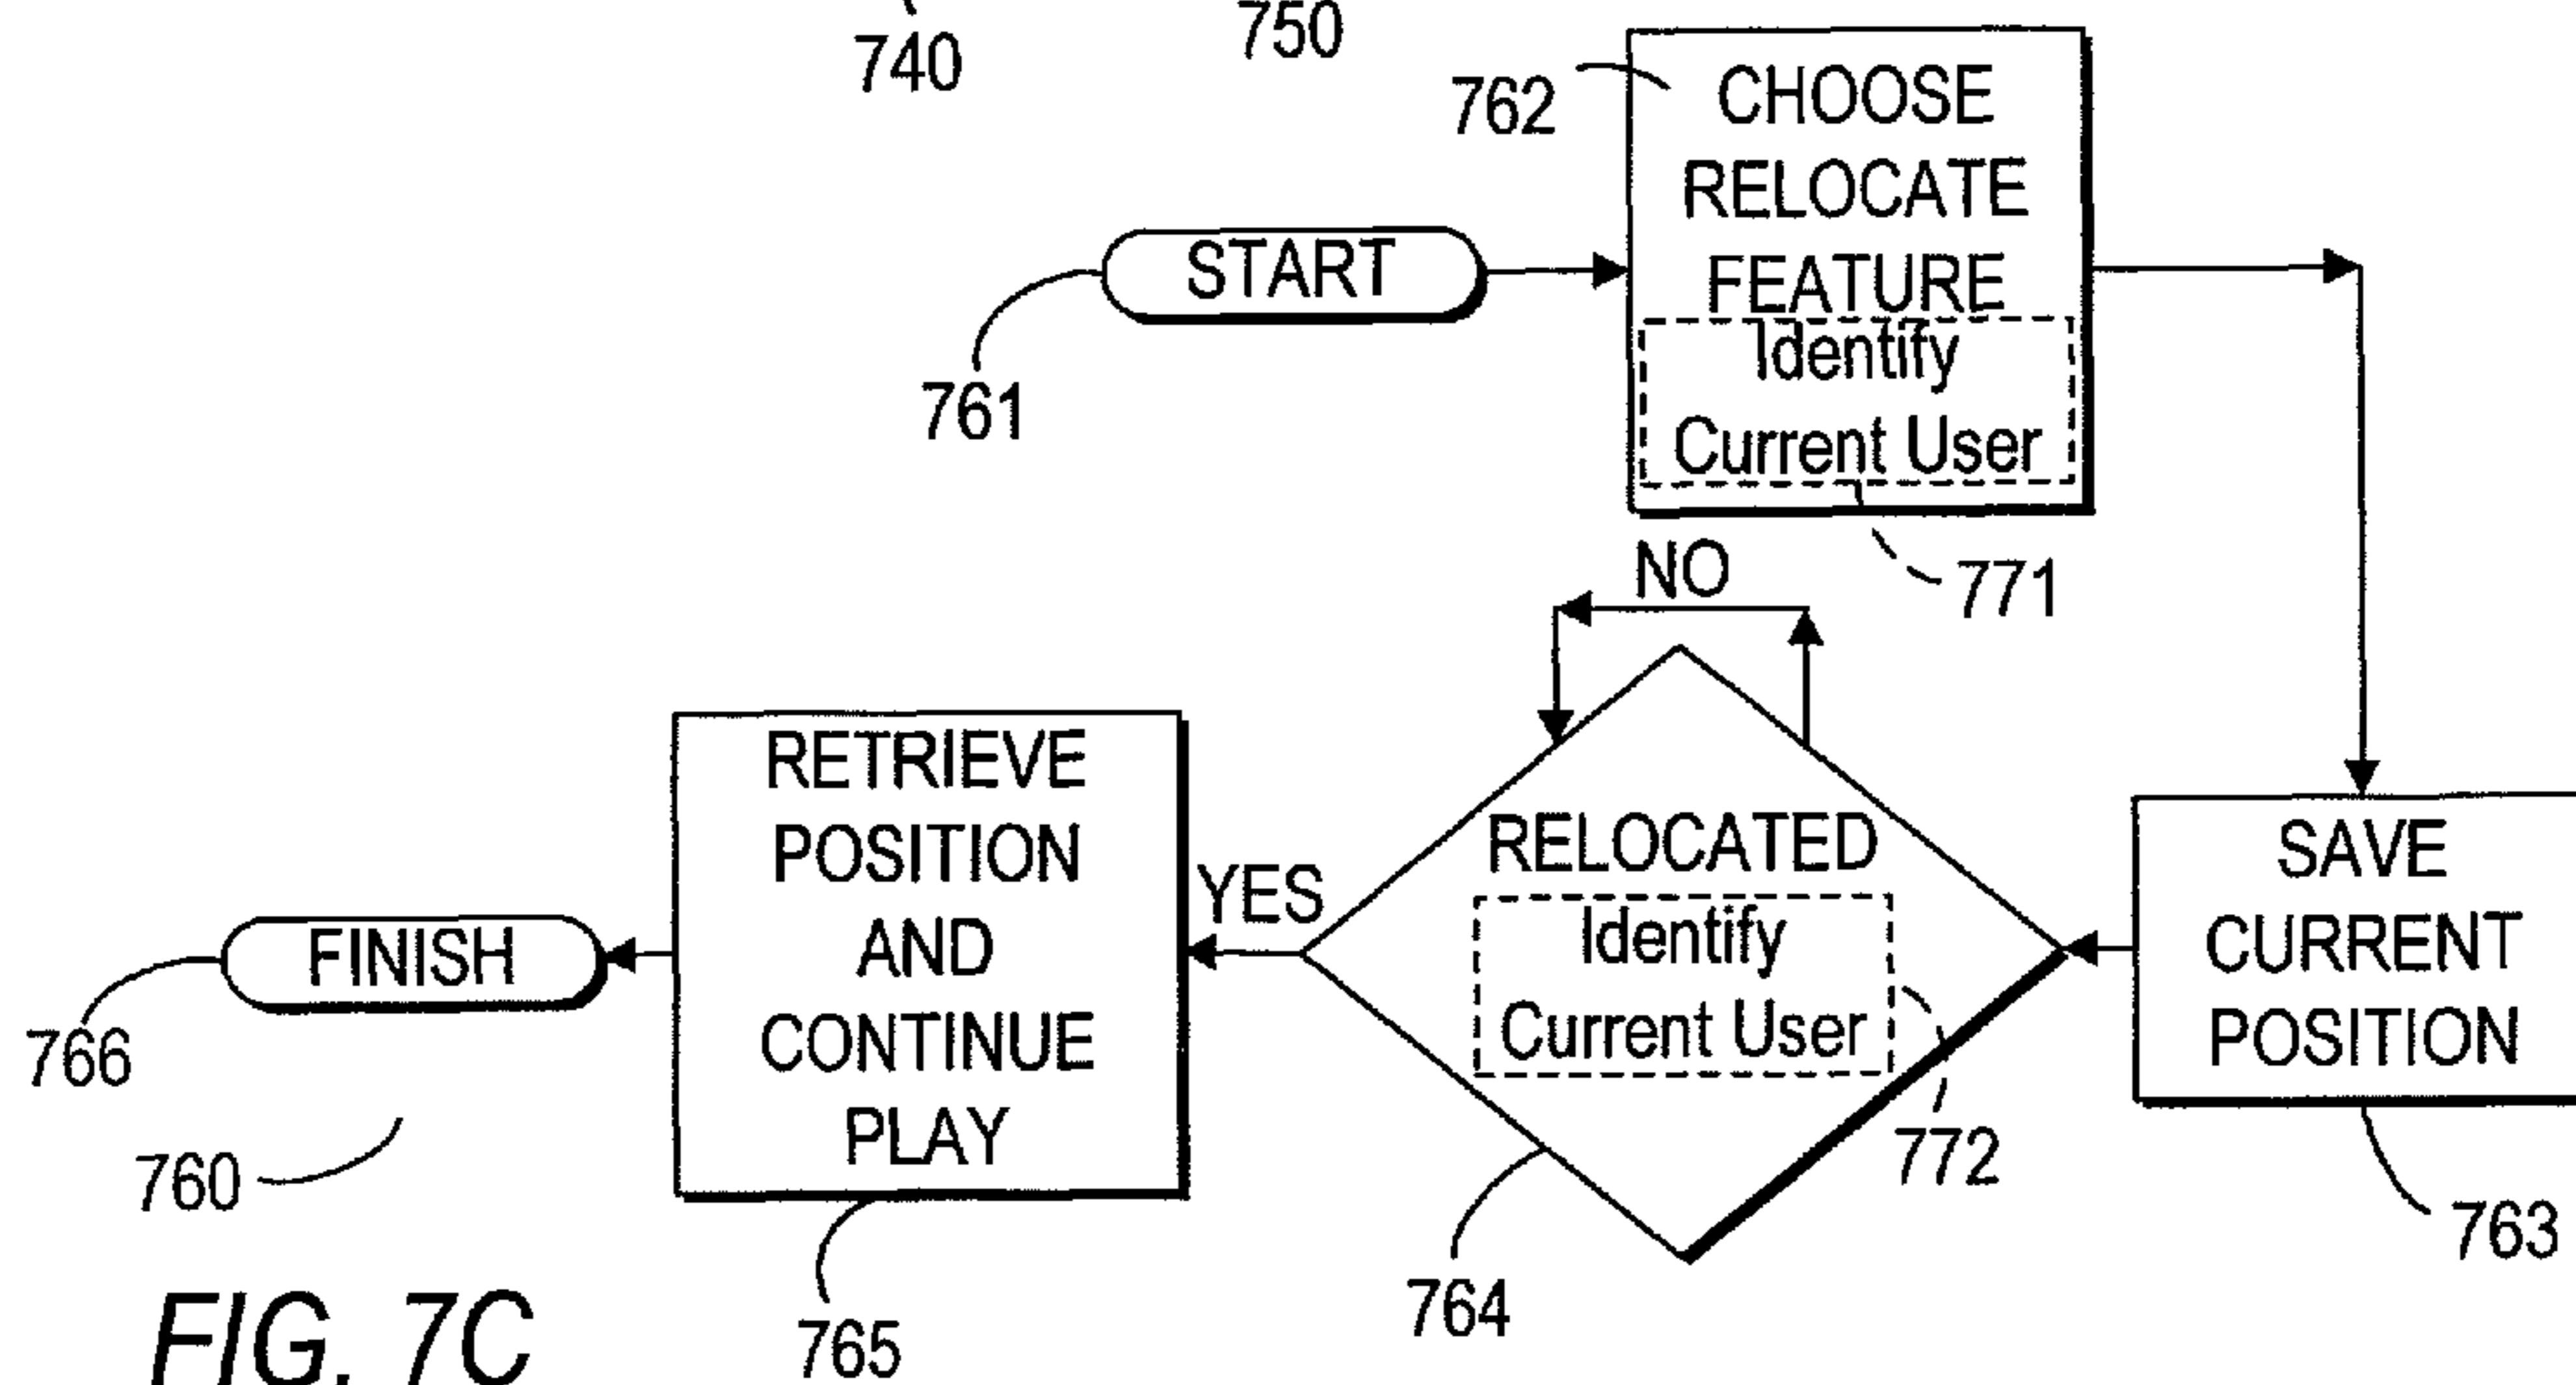 740
750
762
CHOOSE
RELOCATE
FEATURE
Identify
Current User
START
761
771
NO
RETRIEVE
POSITION
AND
CONTINUE
PLAY
YES
RELOCATED
Identify
Current User
SAVE
CURRENT
POSITION
FINISH
766
760
772
763
764
765
FIG. 7C